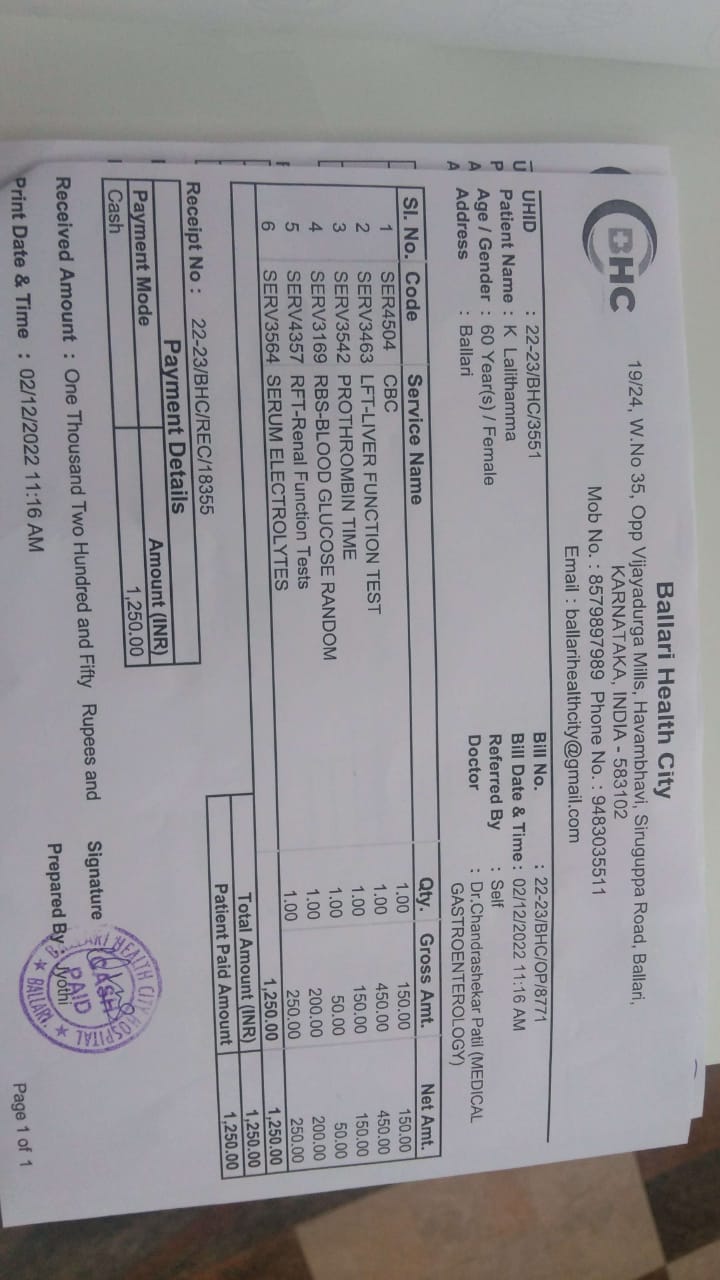 BHC
Ballari Health City
19/24, W.No 35, Opp Vijayadurga Mills, Havambhavi, Siruguppa Road, Ballari,
KARNATAKA, INDIA - 583102
Mob No. : 8579897989 Phone No. : 9483035511
Email : ballarihealthcity@gmail.com
UHID : 22-23/BHC/3551 Bill No. : 22-23/BHC/OP/8771
Patient Name : K Lalithamma Bill Date & Time : 02/12/2022 11:16 AM
Age / Gender : 60 Year(s) / Female Referred By : Self
Address : Ballari Doctor : Dr.Chandrashekar Patil (MEDICAL
GASTROENTEROLOGY)
Sl. No. Code Service Name Qty. Gross Amt. Net Amt.
1 SER4504 CBC 1.00 150.00 150.00
2 SERV3463 LFT-LIVER FUNCTION TEST 1.00 450.00 450.00
3 SERV3542 PROTHROMBIN TIME 1.00 150.00 150.00
4 SERV3169 RBS-BLOOD GLUCOSE RANDOM 1.00 50.00 50.00
5 SERV4357 RFT-Renal Function Tests 1.00 200.00 200.00
6 SERV3564 SERUM ELECTROLYTES 1.00 250.00 250.00
1,250.00 1,250.00
Total Amount (INR) 1,250.00
Patient Paid Amount 1,250.00
Receipt No : 22-23/BHC/REC/18355
Payment Details
Payment Mode Amount (INR)
Cash 1,250.00
Received Amount : One Thousand Two Hundred and Fifty Rupees and
Signature
Prepared By : Jyothi
BALLARI HEALTH CITY HOSPITAL
CASH
PAID
★ BALLARI. ★
Print Date & Time : 02/12/2022 11:16 AM
Page 1 of 1